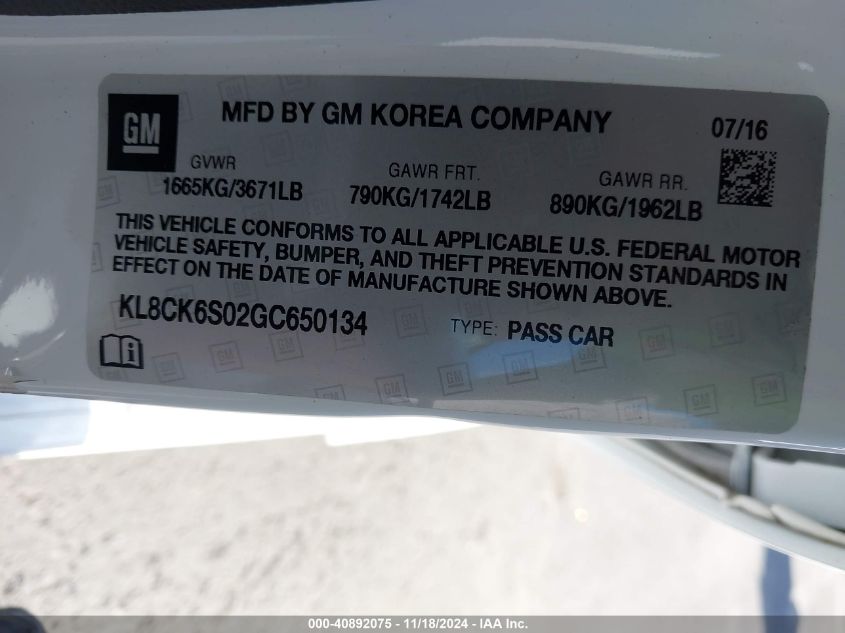 GM
MFD BY GM KOREA COMPANY
07/16
GVWR
1665KG/3671LB
GAWR FRT.
790KG/1742LB
GAWR RR.
890KG/1962LB
THIS VEHICLE CONFORMS TO ALL APPLICABLE U.S. FEDERAL MOTOR
VEHICLE SAFETY, BUMPER, AND THEFT PREVENTION STANDARDS IN
EFFECT ON THE DATE OF MANUFACTURE SHOWN ABOVE.
KL8CK6S02GC650134
TYPE: PASS CAR
000-40892075 - 11/18/2024 - IAA Inc.